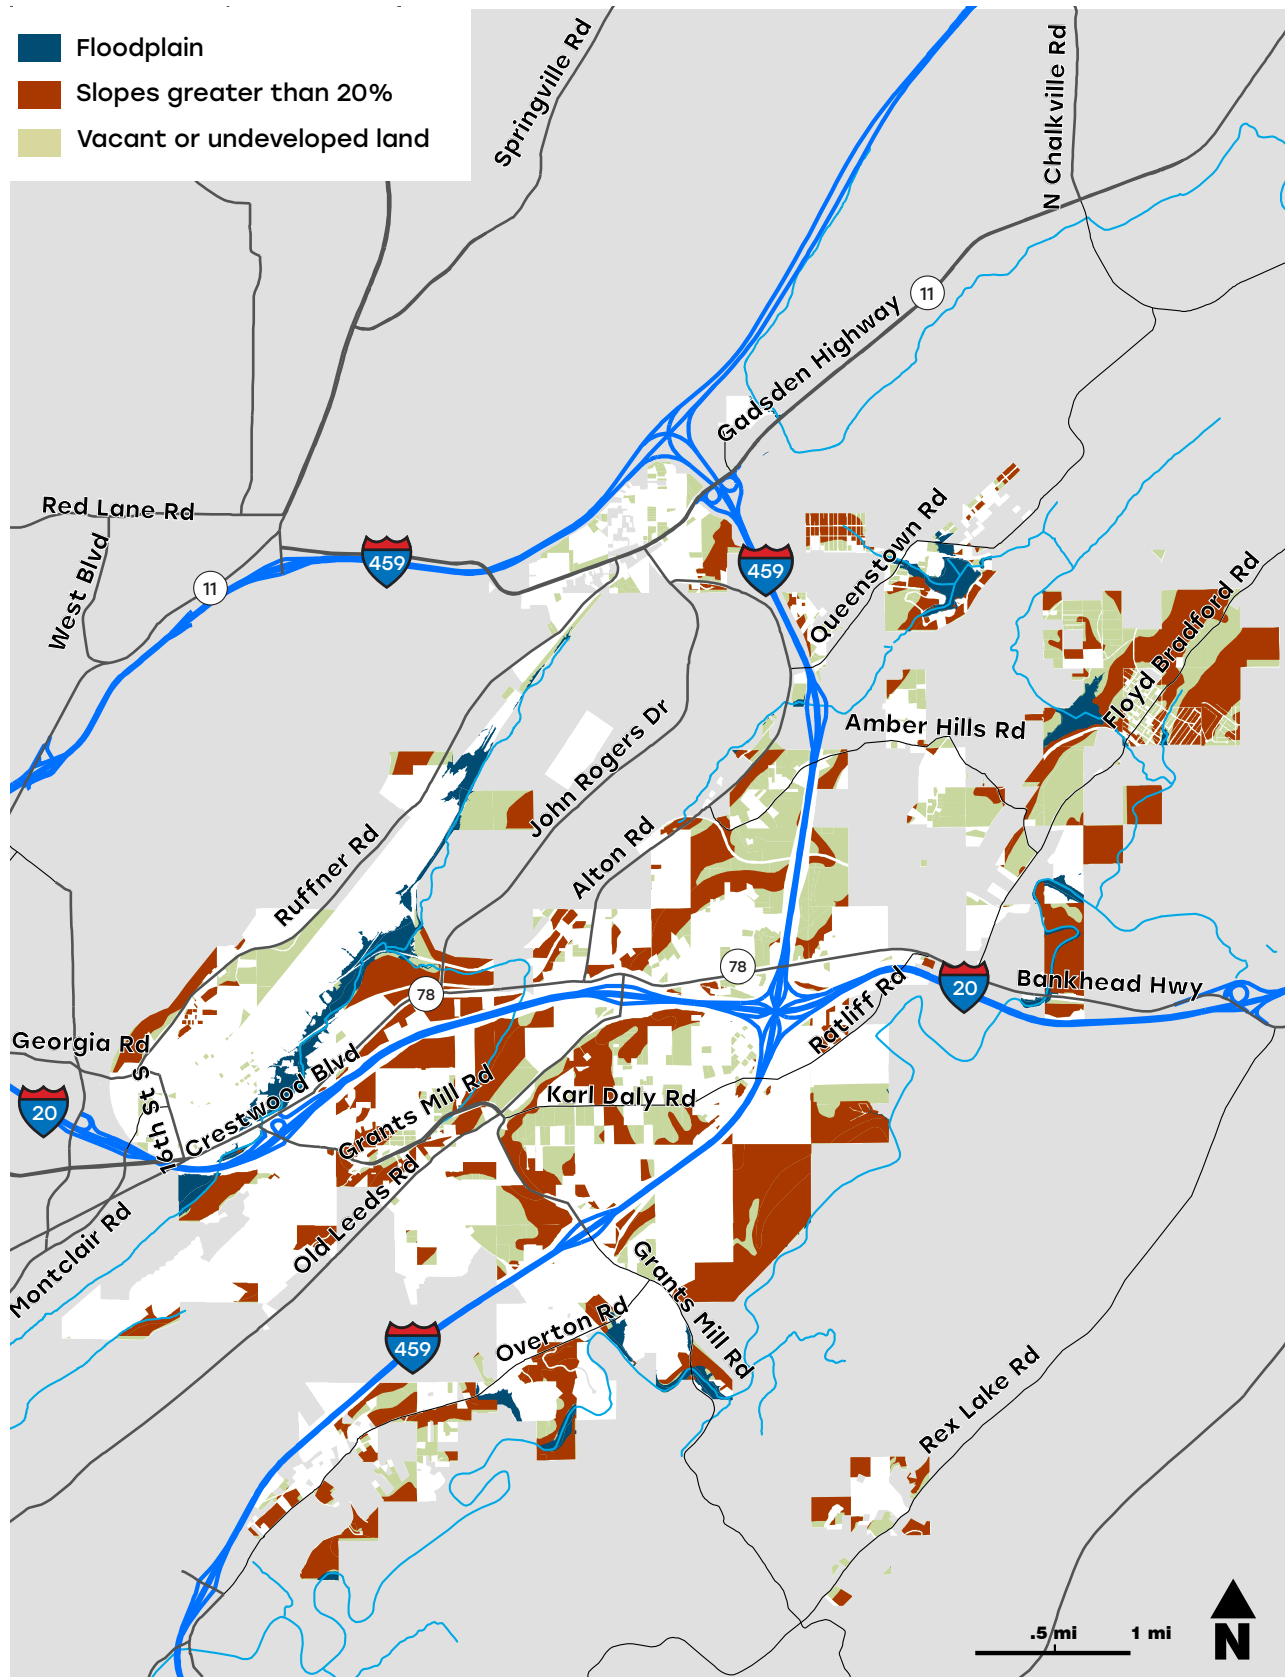 Floodplain
Slopes greater than 20%
Vacant or undeveloped land
Springville Rd
N Chalkville Rd
11
Gadsden Highway
Red Lane Rd
West Blvd
459
11
459
Queenstown Rd
Floyd Bradford Rd
Amber Hills Rd
John Rogers Dr
Alton Rd
Ruffner Rd
78
78
20
Bankhead Hwy
Ratliff Rd
Georgia Rd
16th St S
Crestwood Blvd
20
Grants Mill Rd
Karl Daly Rd
Old Leeds Rd
Montclair Rd
Grants Mill Rd
Overton Rd
459
Rex Lake Rd
.5 mi
1 mi
N